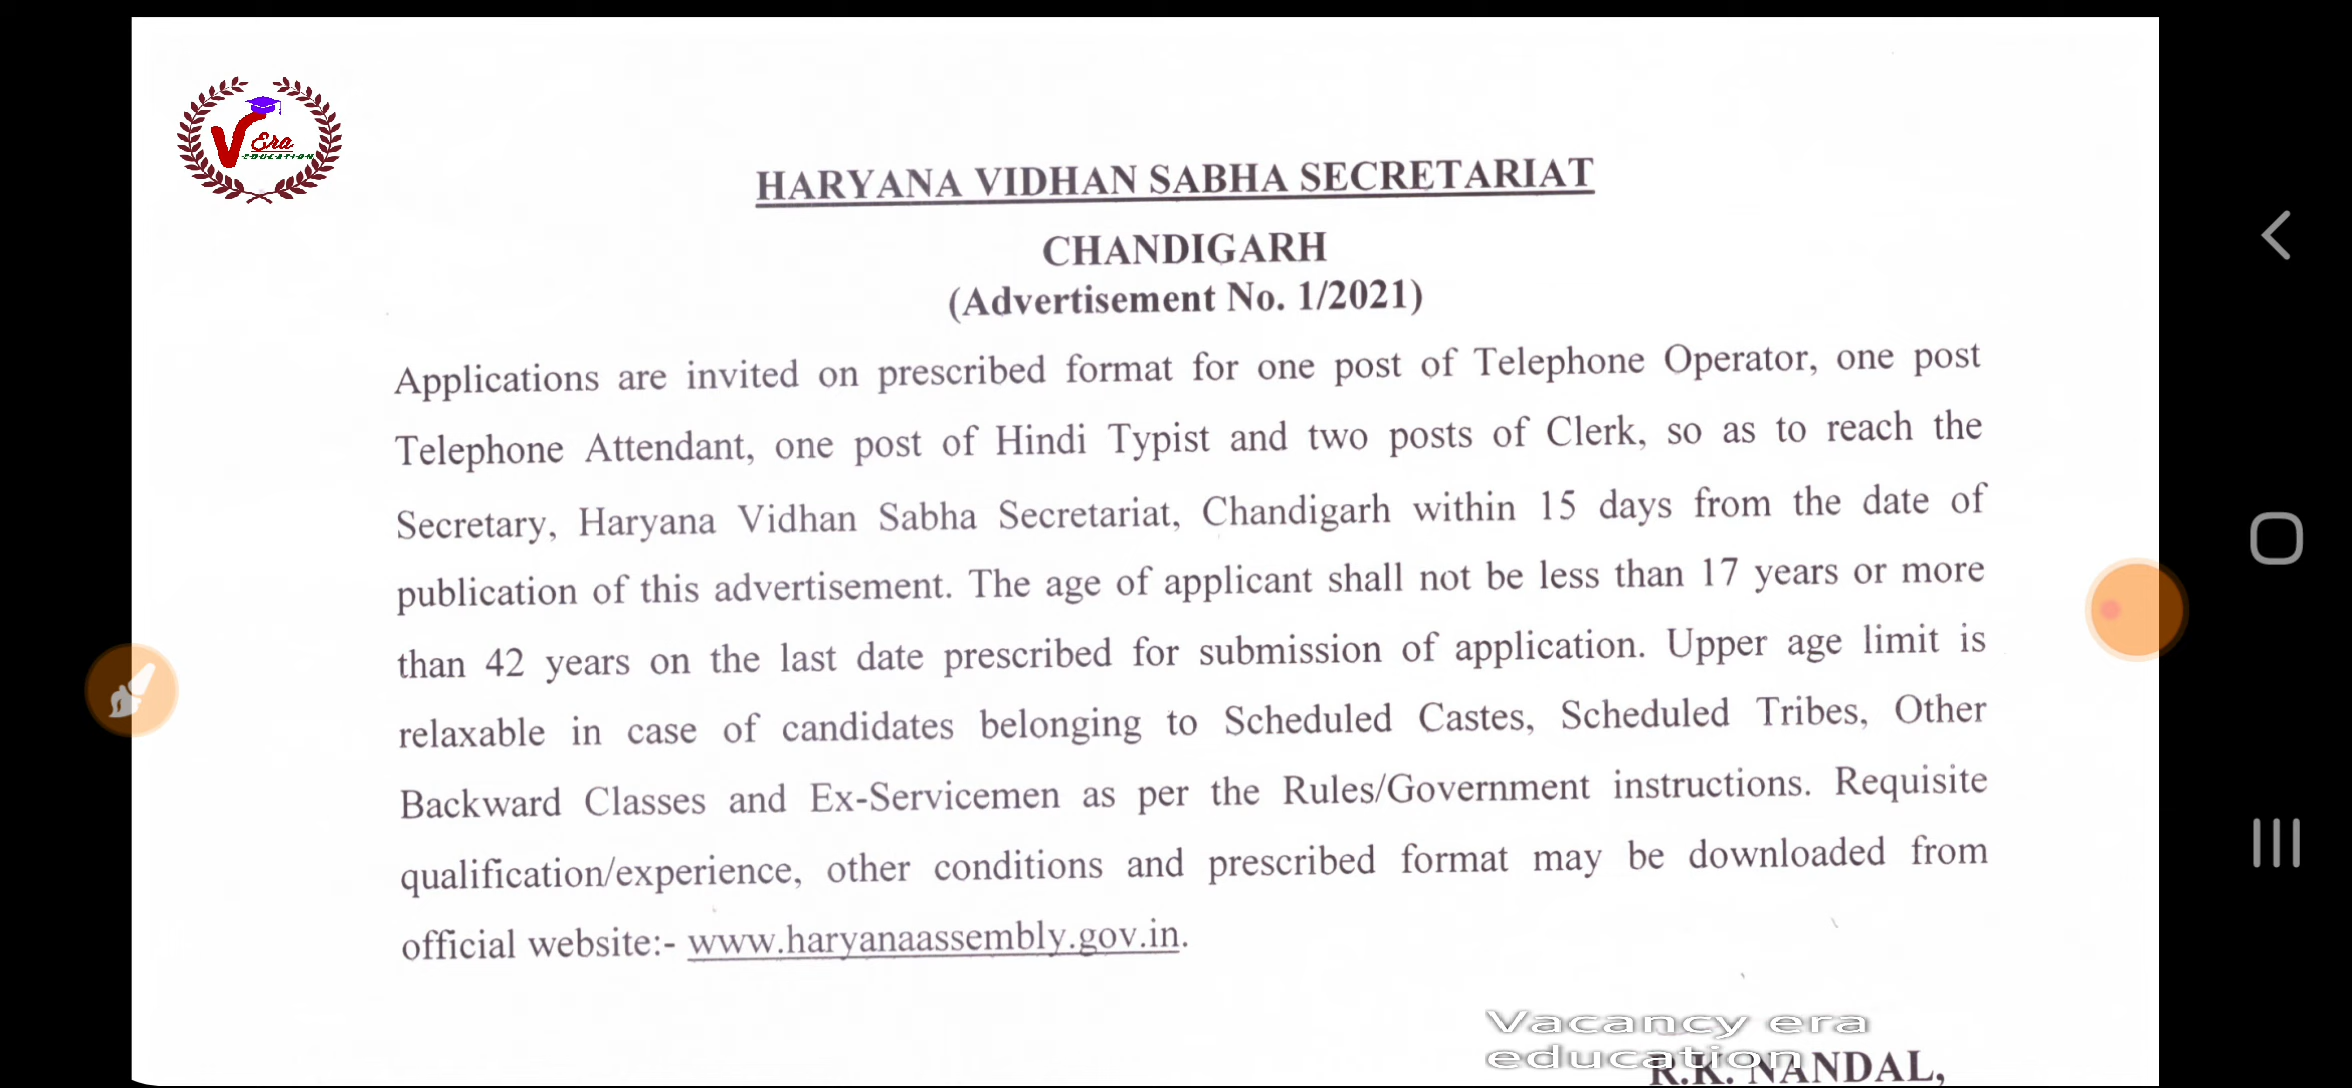 V Era
EDUCATION
HARYANA VIDHAN SABHA SECRETARIAT
CHANDIGARH
(Advertisement No. 1/2021)
Applications are invited on prescribed format for one post of Telephone Operator, one post
Telephone Attendant, one post of Hindi Typist and two posts of Clerk, so as to reach the
Secretary, Haryana Vidhan Sabha Secretariat, Chandigarh within 15 days from the date of
publication of this advertisement. The age of applicant shall not be less than 17 years or more
than 42 years on the last date prescribed for submission of application. Upper age limit is
relaxable in case of candidates belonging to Scheduled Castes, Scheduled Tribes, Other
Backward Classes and Ex-Servicemen as per the Rules/Government instructions. Requisite
qualification/experience, other conditions and prescribed format may be downloaded from
official website:- www.haryanaassembly.gov.in.
Vacancy era
education
R.K. NANDAL,